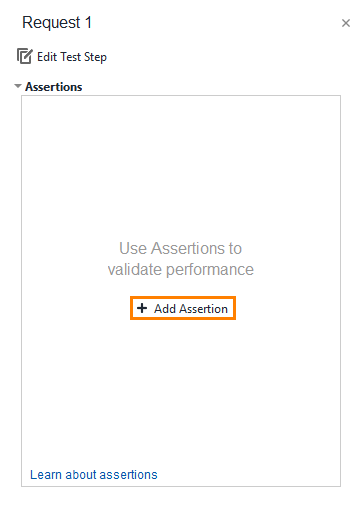 Request 1
Edit Test Step
Assertions
Use Assertions to
validate performance
Add Assertion
Learn about assertions